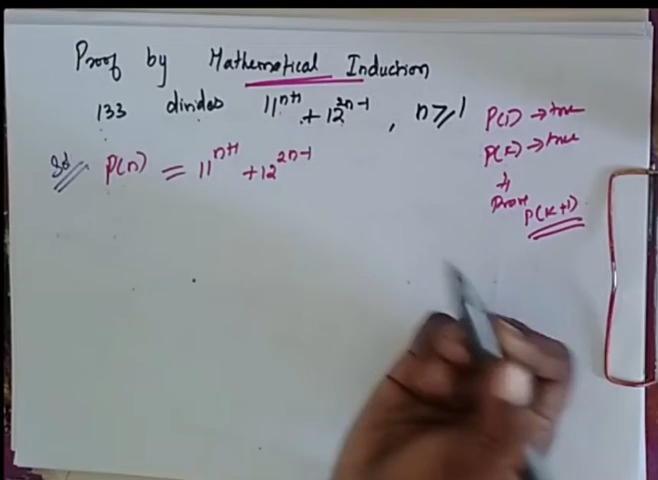 Proof by Mathematical Induction
133 divides 11^{n+1} + 12^{2n-1}, n ≥ 1
P(1) → true
P(k) → true
Sol P(n) = 11^{n+1} + 12^{2n-1}
Prove
P(k+1)